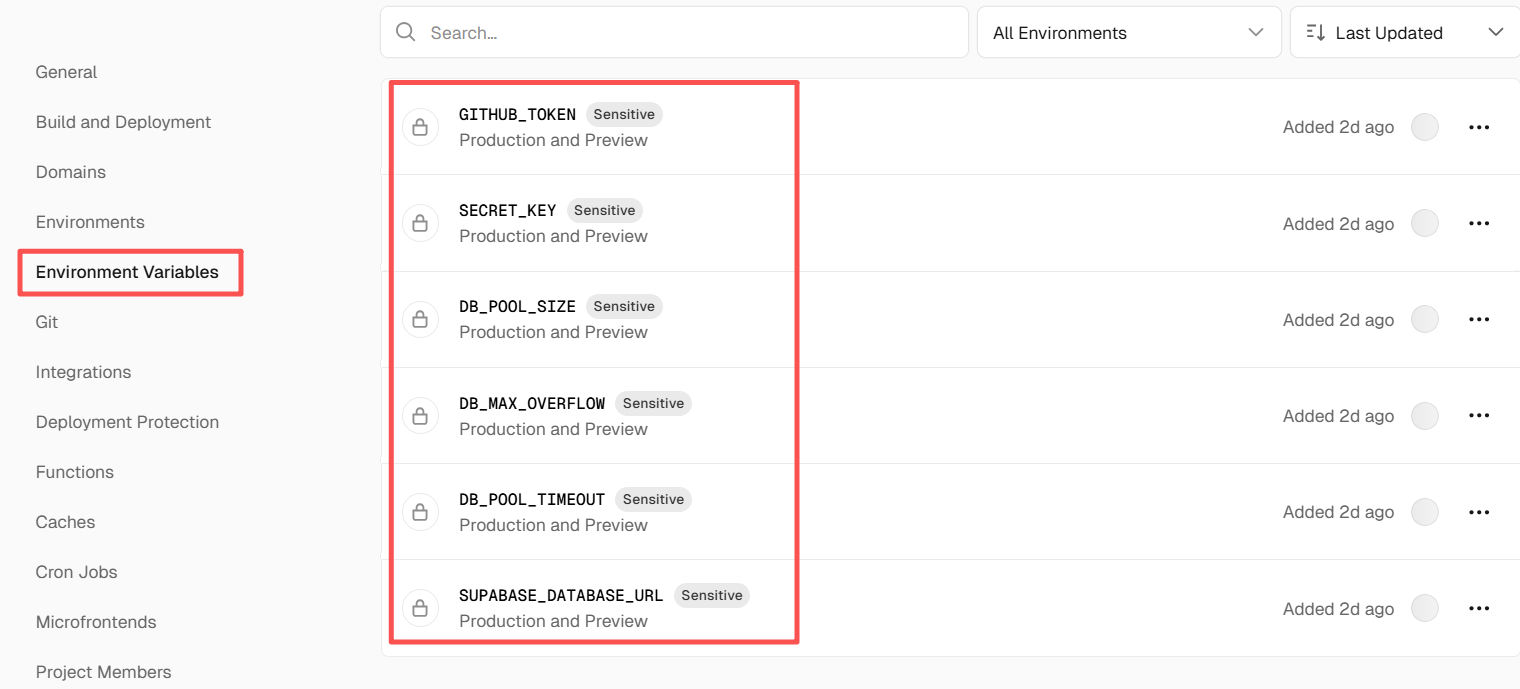 Search...
All Environments
Last Updated
General
Build and Deployment
Domains
Environments
Environment Variables
Git
Integrations
Deployment Protection
Functions
Caches
Cron Jobs
Microfrontends
Project Members
GITHUB_TOKEN Sensitive
Production and Preview
Added 2d ago
SECRET_KEY Sensitive
Production and Preview
Added 2d ago
DB_POOL_SIZE Sensitive
Production and Preview
Added 2d ago
DB_MAX_OVERFLOW Sensitive
Production and Preview
Added 2d ago
DB_POOL_TIMEOUT Sensitive
Production and Preview
Added 2d ago
SUPABASE_DATABASE_URL Sensitive
Production and Preview
Added 2d ago